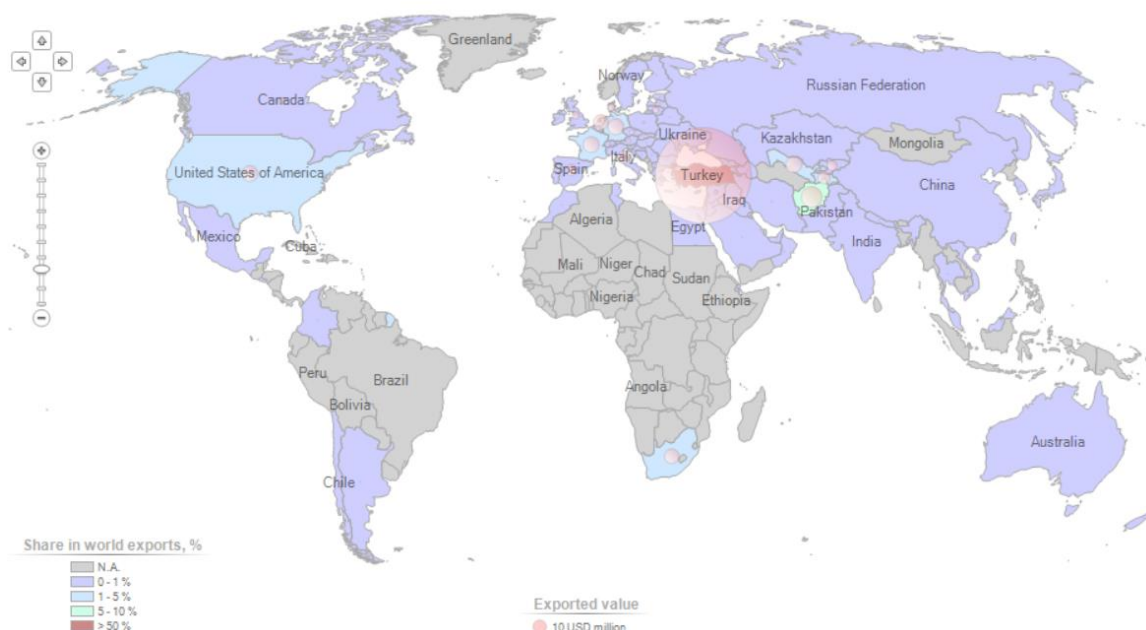 Greenland
Norway
Russian Federation
Canada
Ukraine
Kazakhstan
Mongolia
United States of America
Spain
Italy
Turkey
China
Iraq
Pakistan
Mexico
Cuba
Algeria
Egypt
India
Mali
Niger
Chad
Sudan
Nigeria
Ethiopia
Peru
Brazil
Angola
Bolivia
Chile
Australia
Share in world exports, %
N.A.
0 - 1 %
1 - 5 %
5 - 10 %
> 50 %
Exported value
10 USD million